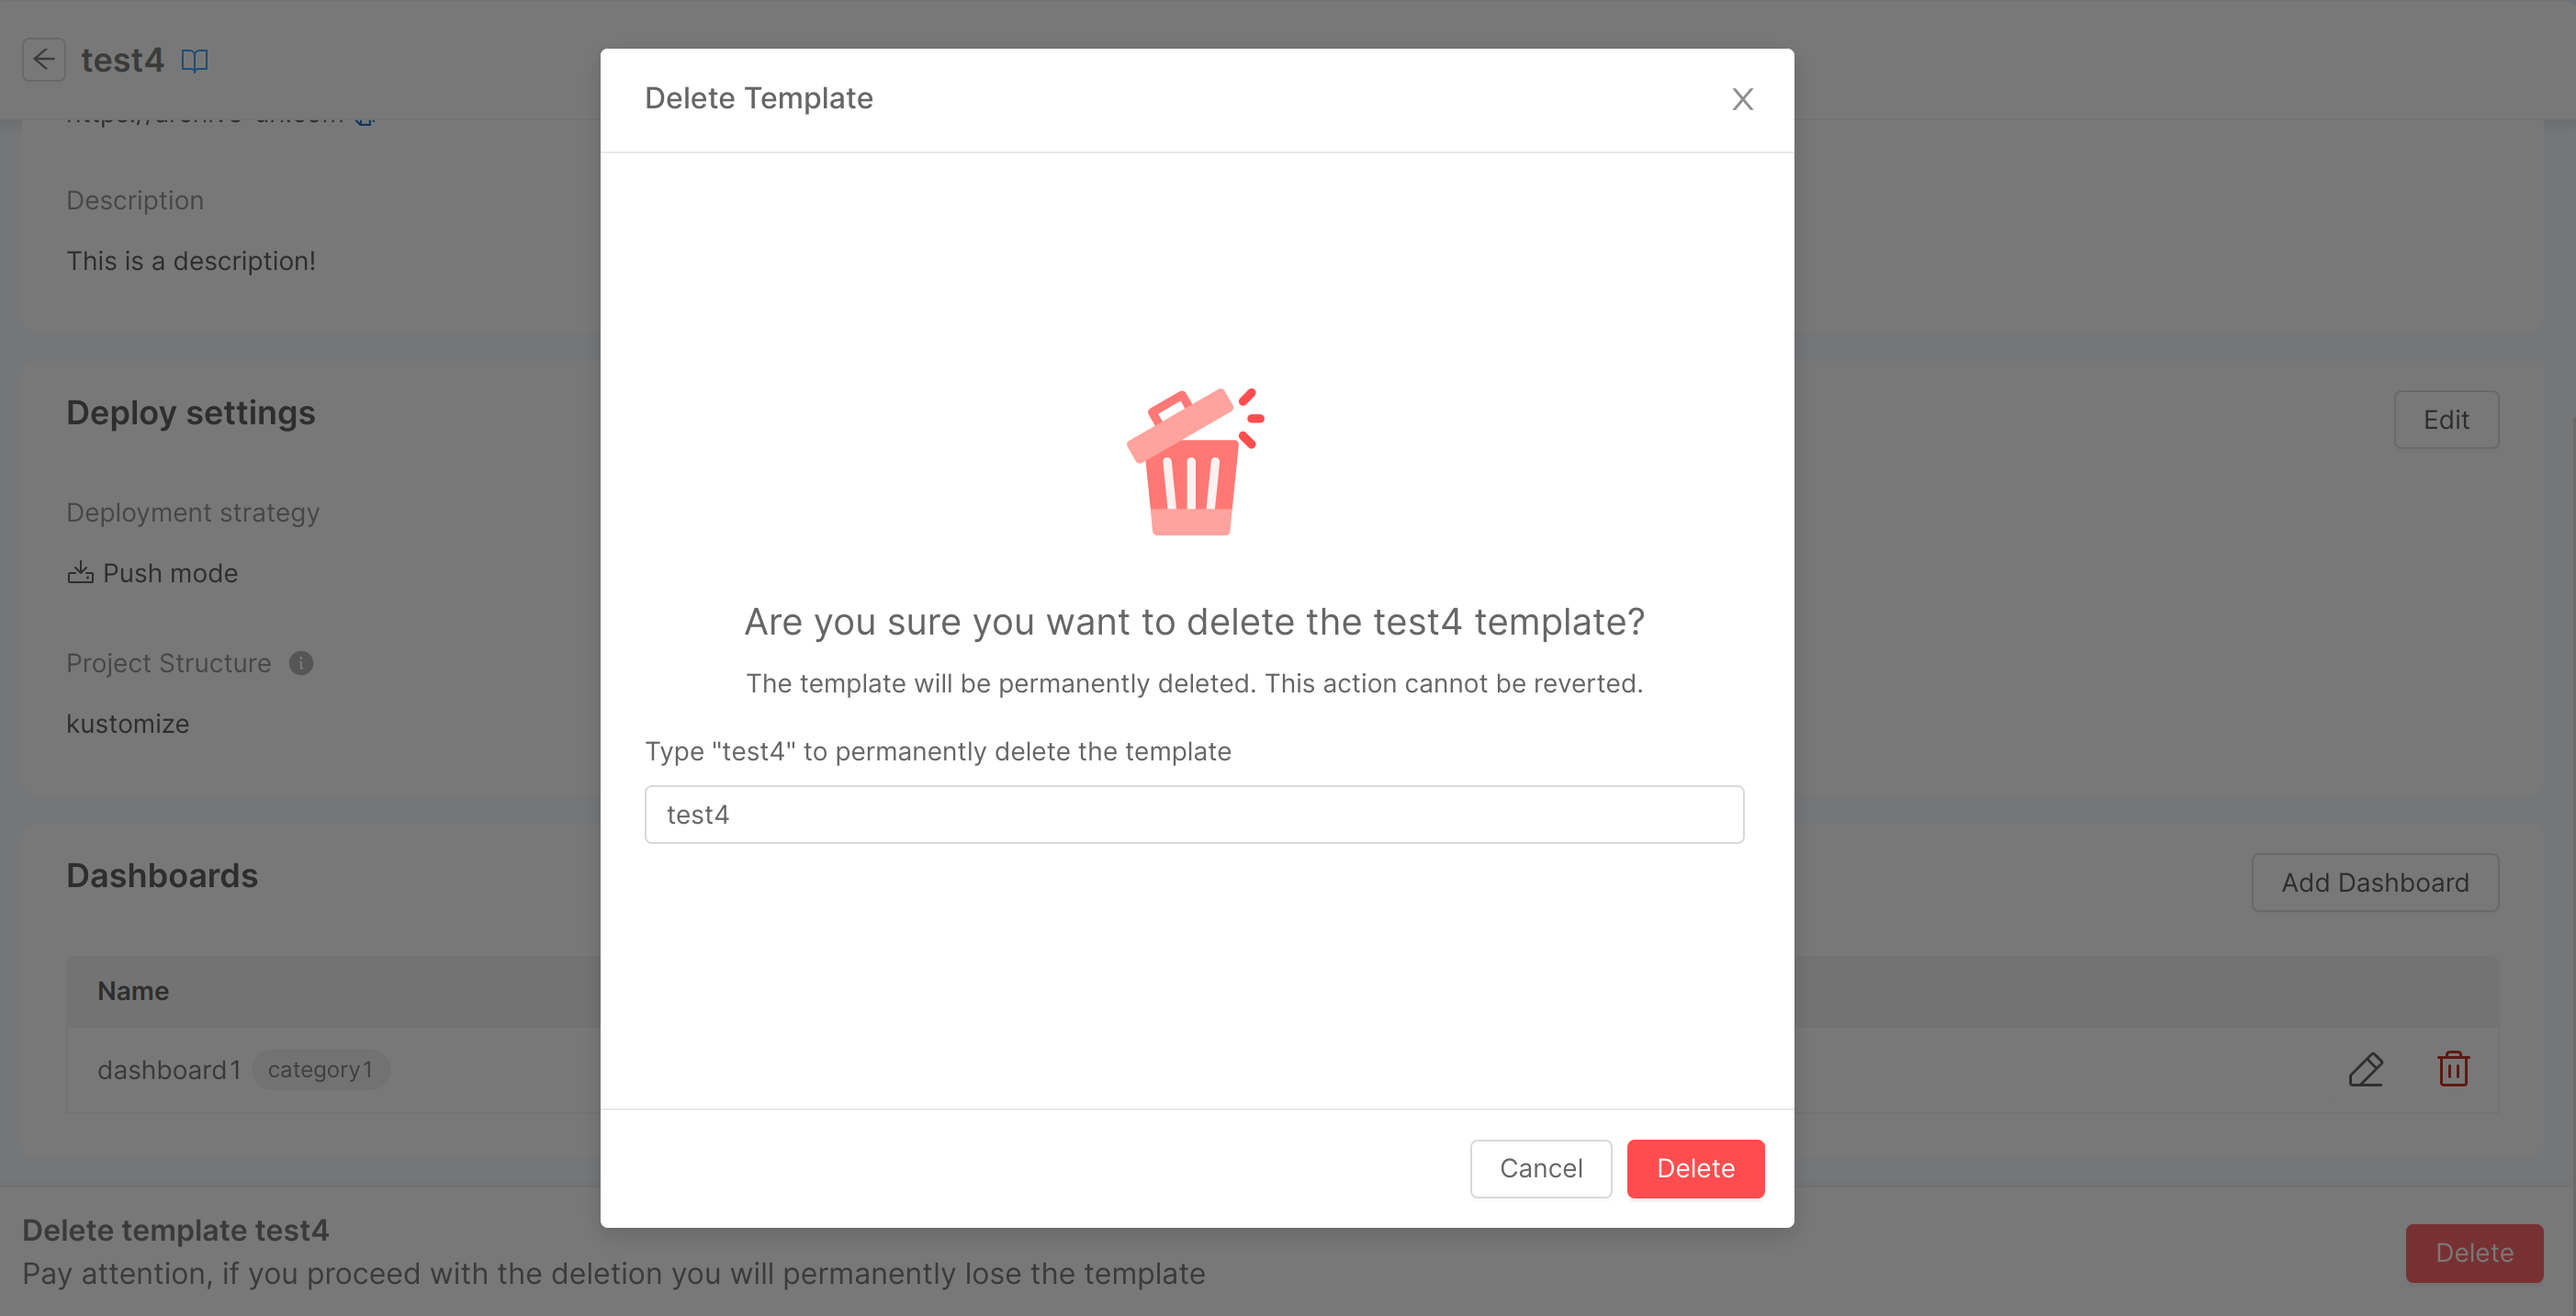 test4
Description
This is a description!
Deploy settings
Edit
Deployment strategy
Push mode
Project Structure
kustomize
Dashboards
Add Dashboard
Name
dashboard1 category1
Delete template test4
Pay attention, if you proceed with the deletion you will permanently lose the template
Delete
Delete Template
Are you sure you want to delete the test4 template?
The template will be permanently deleted. This action cannot be reverted.
Type "test4" to permanently delete the template
test4
Cancel
Delete